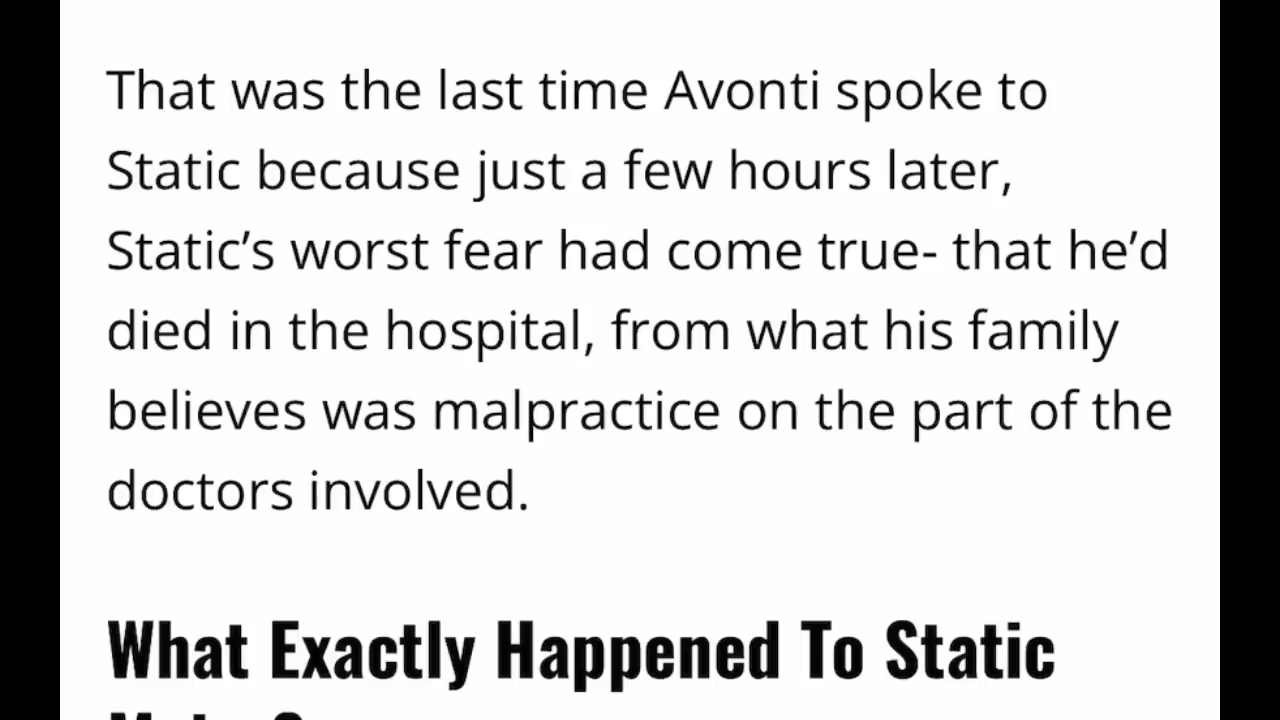 That was the last time Avonti spoke to
Static because just a few hours later,
Static’s worst fear had come true- that he’d
died in the hospital, from what his family
believes was malpractice on the part of the
doctors involved.
What Exactly Happened To Static